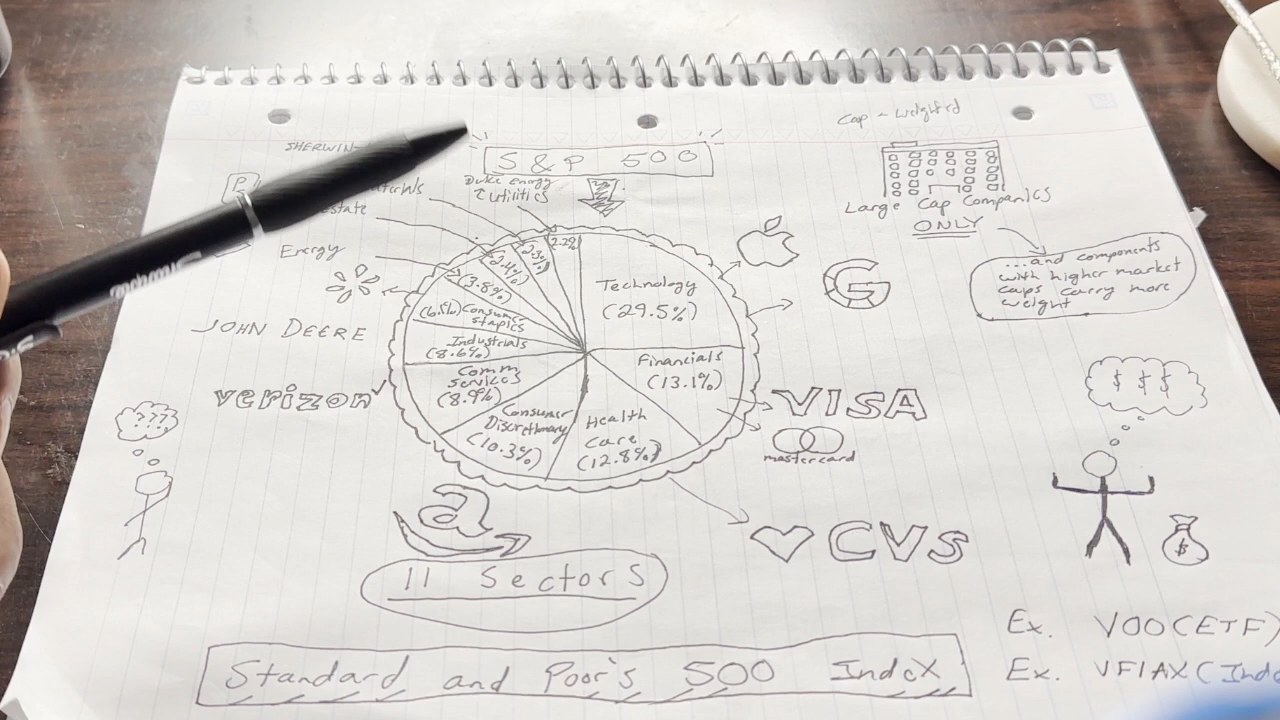 Cap-Weighted
SHERWIN-
S & P 500
P
Duke Energy
Utilities
Large Cap Companies
ONLY
...and components
with higher market
caps carry more
weight
Energy
JOHN DEERE
verizon
2.2%
2.3%
2.4%
(3.8%)
(6.5%) Consumer
staples
Industrials
(8.6%)
Comm
services
(8.9%)
Consumer
Discretionary
(10.3%)
Health
Care
(12.8%)
Financials
(13.1%)
Technology
(29.5%)
G
VISA
mastercard
CVS
???
$ $ $
$
a
11 Sectors
Standard and Poor's 500 Index
Ex. VOO (ETF)
Ex. VFIAX (Inde